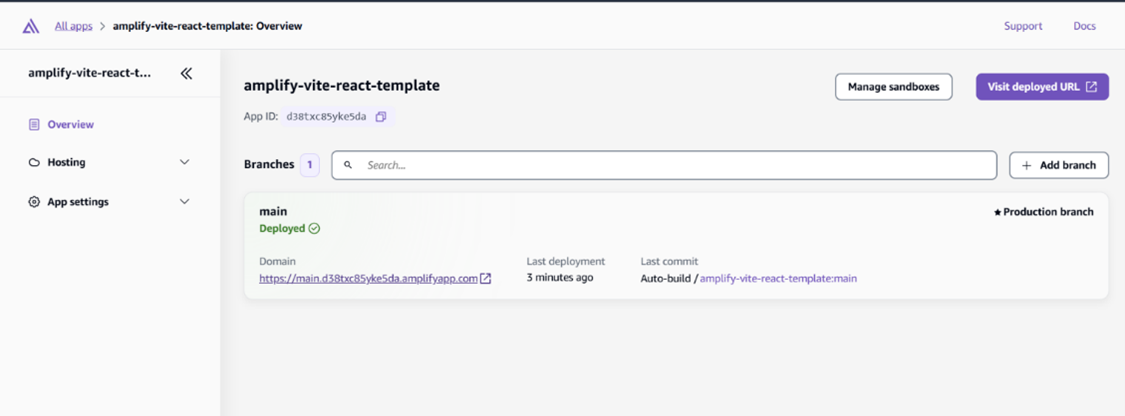 All apps > amplify-vite-react-template: Overview
Support
Docs
amplify-vite-react-t...
Overview
Hosting
App settings
amplify-vite-react-template
Manage sandboxes
Visit deployed URL
App ID: d38txc85yke5da
Branches 1
Search...
+ Add branch
main
Production branch
Deployed
Domain
Last deployment
Last commit
https://main.d38txc85yke5da.amplifyapp.com
3 minutes ago
Auto-build / amplify-vite-react-template:main